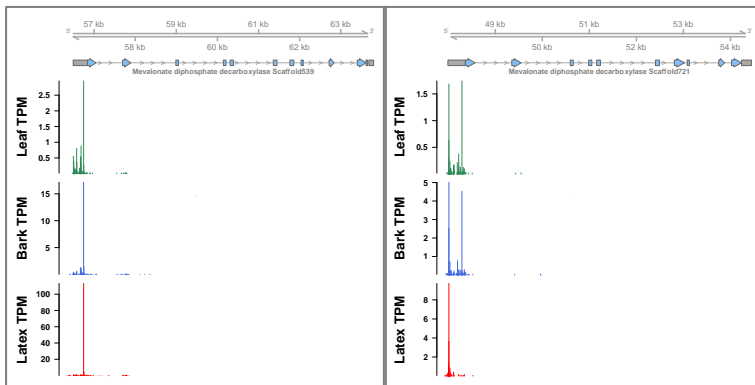 57 kb 59 kb 61 kb 63 kb
5' 3'
58 kb 60 kb 62 kb
Mevalonate diphosphate decarboxylase Scaffold539
Leaf TPM
2.5
2
1.5
1
0.5
Bark TPM
15
10
5
Latex TPM
100
80
60
40
20
49 kb 51 kb 53 kb
5' 3'
50 kb 52 kb 54 kb
Mevalonate diphosphate decarboxylase Scaffold721
Leaf TPM
1.5
1
0.5
Bark TPM
5
4
3
2
1
Latex TPM
8
6
4
2